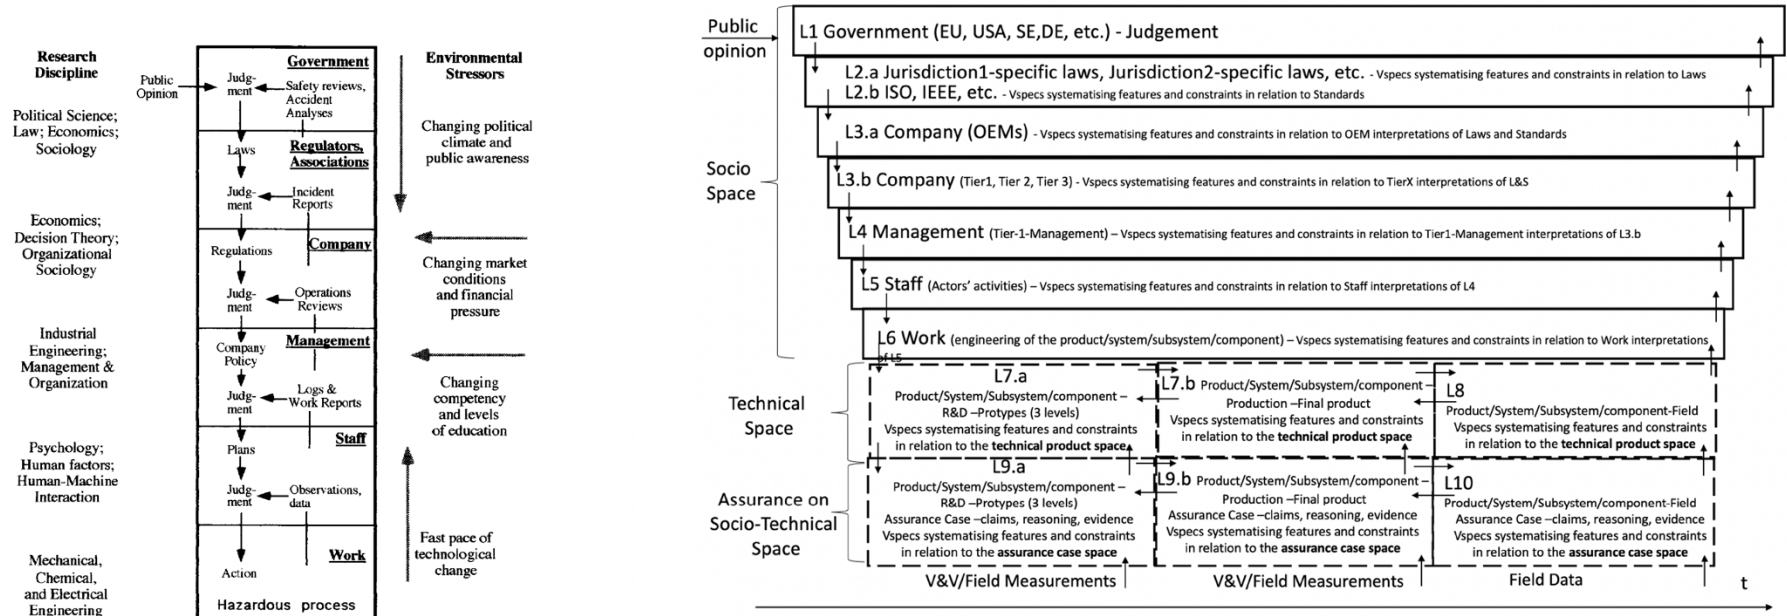 Research
Discipline
Political Science;
Law; Economics;
Sociology
Economics;
Decision Theory;
Organizational
Sociology
Industrial
Engineering;
Management &
Organization
Psychology;
Human factors;
Human-Machine
Interaction
Mechanical,
Chemical,
and Electrical
Engineering
Public
Opinion
Government
Judg-
ment
Safety reviews,
Accident
Analyses
Regulators,
Associations
Laws
Judg-
ment
Incident
Reports
Company
Regulations
Judg-
ment
Operations
Reviews
Management
Company
Policy
Judg-
ment
Logs &
Work Reports
Staff
Plans
Judg-
ment
Observations,
data
Work
Action
Hazardous process
Environmental
Stressors
Changing political
climate and
public awareness
Changing market
conditions
and financial
pressure
Changing
competency
and levels
of education
Fast pace of
technological
change
Public
opinion
L1 Government (EU, USA, SE,DE, etc.) - Judgement
L2.a Jurisdiction1-specific laws, Jurisdiction2-specific laws, etc. - Vspecs systematising features and constraints in relation to Laws
L2.b ISO, IEEE, etc. - Vspecs systematising features and constraints in relation to Standards
L3.a Company (OEMs) - Vspecs systematising features and constraints in relation to OEM interpretations of Laws and Standards
Socio
Space
L3.b Company (Tier1, Tier 2, Tier 3) - Vspecs systematising features and constraints in relation to TierX interpretations of L&S
L4 Management (Tier-1-Management) – Vspecs systematising features and constraints in relation to Tier1-Management interpretations of L3.b
L5 Staff (Actors' activities) – Vspecs systematising features and constraints in relation to Staff interpretations of L4
L6 Work (engineering of the product/system/subsystem/component) – Vspecs systematising features and constraints in relation to Work interpretations
of L5
Technical
Space
L7.a
Product/System/Subsystem/component –
R&D –Protypes (3 levels)
Vspecs systematising features and constraints
in relation to the technical product space
L7.b Product/System/Subsystem/component –
Production –Final product
Vspecs systematising features and constraints
in relation to the technical product space
L8
Product/System/Subsystem/component-Field
Vspecs systematising features and constraints
in relation to the technical product space
Assurance on
Socio-Technical
Space
L9.a
Product/System/Subsystem/component –
R&D –Protypes (3 levels)
Assurance Case –claims, reasoning, evidence
Vspecs systematising features and constraints
in relation to the assurance case space
L9.b Product/System/Subsystem/component –
Production –Final product
Assurance Case –claims, reasoning, evidence
Vspecs systematising features and constraints
in relation to the assurance case space
L10
Product/System/Subsystem/component-Field
Assurance Case –claims, reasoning, evidence
Vspecs systematising features and constraints
in relation to the assurance case space
V&V/Field Measurements
V&V/Field Measurements
Field Data
t